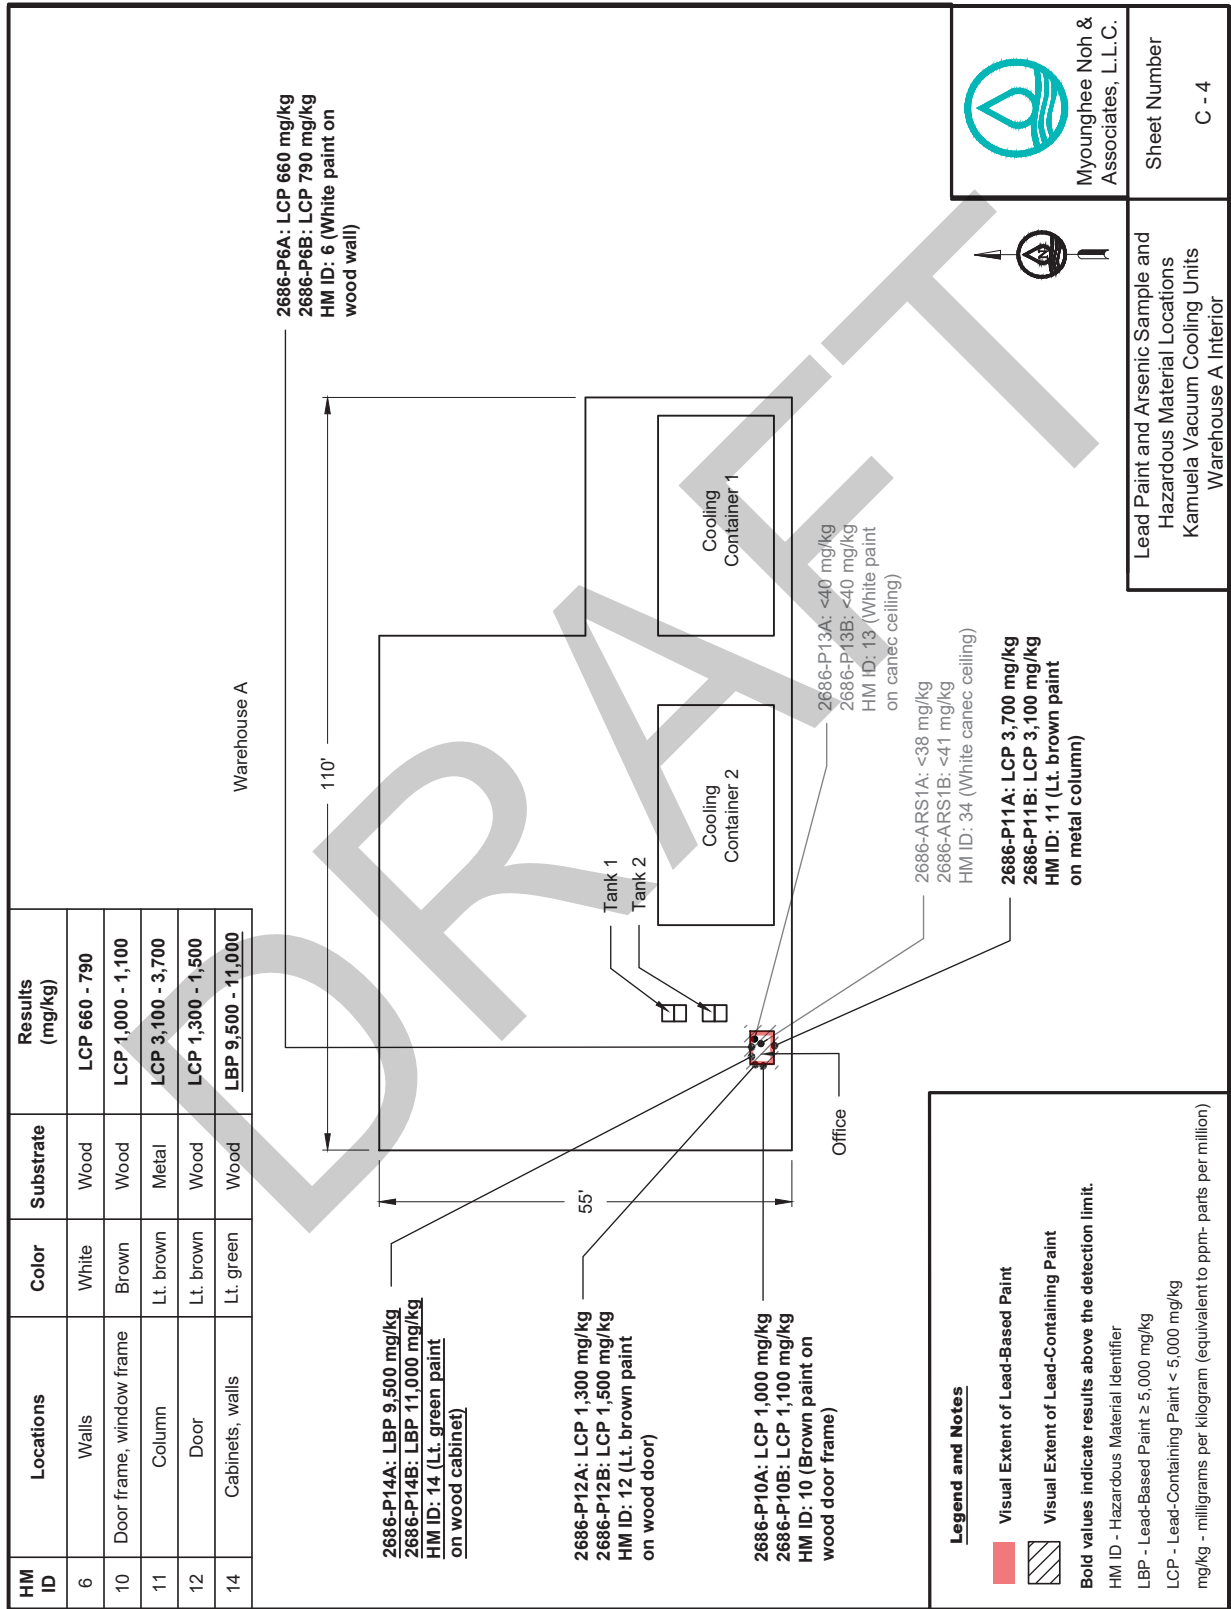 HM ID | Locations | Color | Substrate | Results (mg/kg)
6 | Walls | White | Wood | LCP 660 - 790
10 | Door frame, window frame | Brown | Wood | LCP 1,000 - 1,100
11 | Column | Lt. brown | Metal | LCP 3,100 - 3,700
12 | Door | Lt. brown | Wood | LCP 1,300 - 1,500
14 | Cabinets, walls | Lt. green | Wood | LBP 9,500 - 11,000
Warehouse A
2686-P6A: LCP 660 mg/kg
2686-P6B: LCP 790 mg/kg
HM ID: 6 (White paint on
wood wall)
110'
55'
2686-P14A: LBP 9,500 mg/kg
2686-P14B: LBP 11,000 mg/kg
HM ID: 14 (Lt. green paint
on wood cabinet)
2686-P12A: LCP 1,300 mg/kg
2686-P12B: LCP 1,500 mg/kg
HM ID: 12 (Lt. brown paint
on wood door)
2686-P10A: LCP 1,000 mg/kg
2686-P10B: LCP 1,100 mg/kg
HM ID: 10 (Brown paint on
wood door frame)
Tank 1
Tank 2
Cooling
Container 2
Cooling
Container 1
Office
2686-P13A: <40 mg/kg
2686-P13B: <40 mg/kg
HM ID: 13 (White paint
on canec ceiling)
2686-ARS1A: <38 mg/kg
2686-ARS1B: <41 mg/kg
HM ID: 34 (White canec ceiling)
2686-P11A: LCP 3,700 mg/kg
2686-P11B: LCP 3,100 mg/kg
HM ID: 11 (Lt. brown paint
on metal column)
DRAFT
Legend and Notes
Visual Extent of Lead-Based Paint
Visual Extent of Lead-Containing Paint
Bold values indicate results above the detection limit.
HM ID - Hazardous Material Identifier
LBP - Lead-Based Paint ≥ 5,000 mg/kg
LCP - Lead-Containing Paint < 5,000 mg/kg
mg/kg - milligrams per kilogram (equivalent to ppm- parts per million)
N
Lead Paint and Arsenic Sample and
Hazardous Material Locations
Kamuela Vacuum Cooling Units
Warehouse A Interior
Myounghee Noh &
Associates, L.L.C.
Sheet Number
C - 4